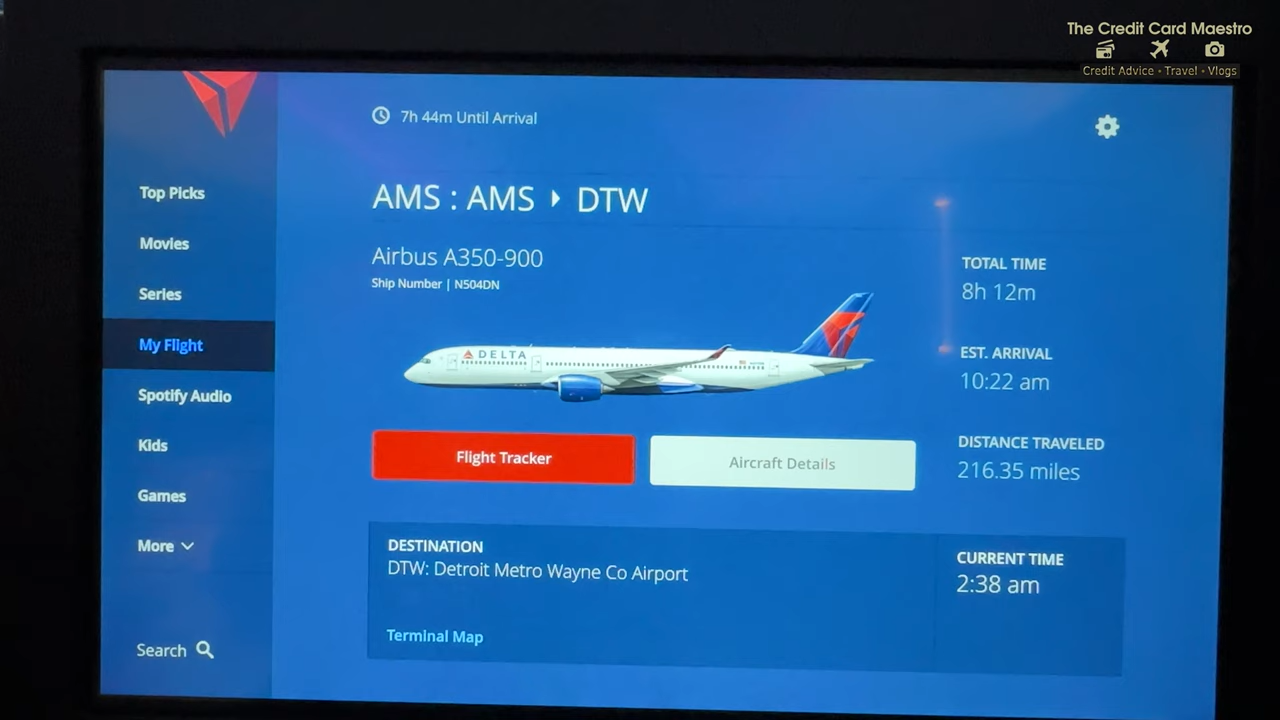 The Credit Card Maestro
Credit Advice • Travel • Vlogs
7h 44m Until Arrival
Top Picks
Movies
Series
My Flight
Spotify Audio
Kids
Games
More
Search
AMS : AMS ▸ DTW
Airbus A350-900
Ship Number | N504DN
DELTA
TOTAL TIME
8h 12m
EST. ARRIVAL
10:22 am
DISTANCE TRAVELED
216.35 miles
Flight Tracker
Aircraft Details
DESTINATION
DTW: Detroit Metro Wayne Co Airport
Terminal Map
CURRENT TIME
2:38 am